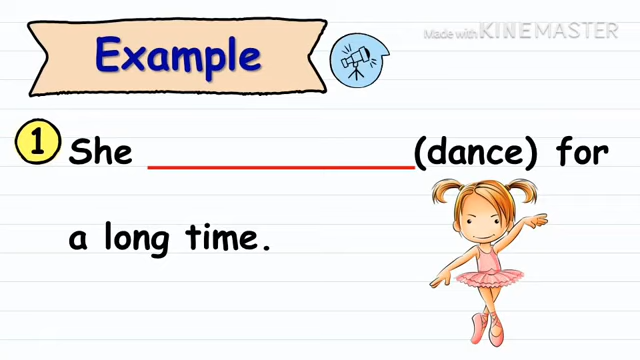 Example
Made with KINEMASTER
1 She ______________(dance) for
a long time.